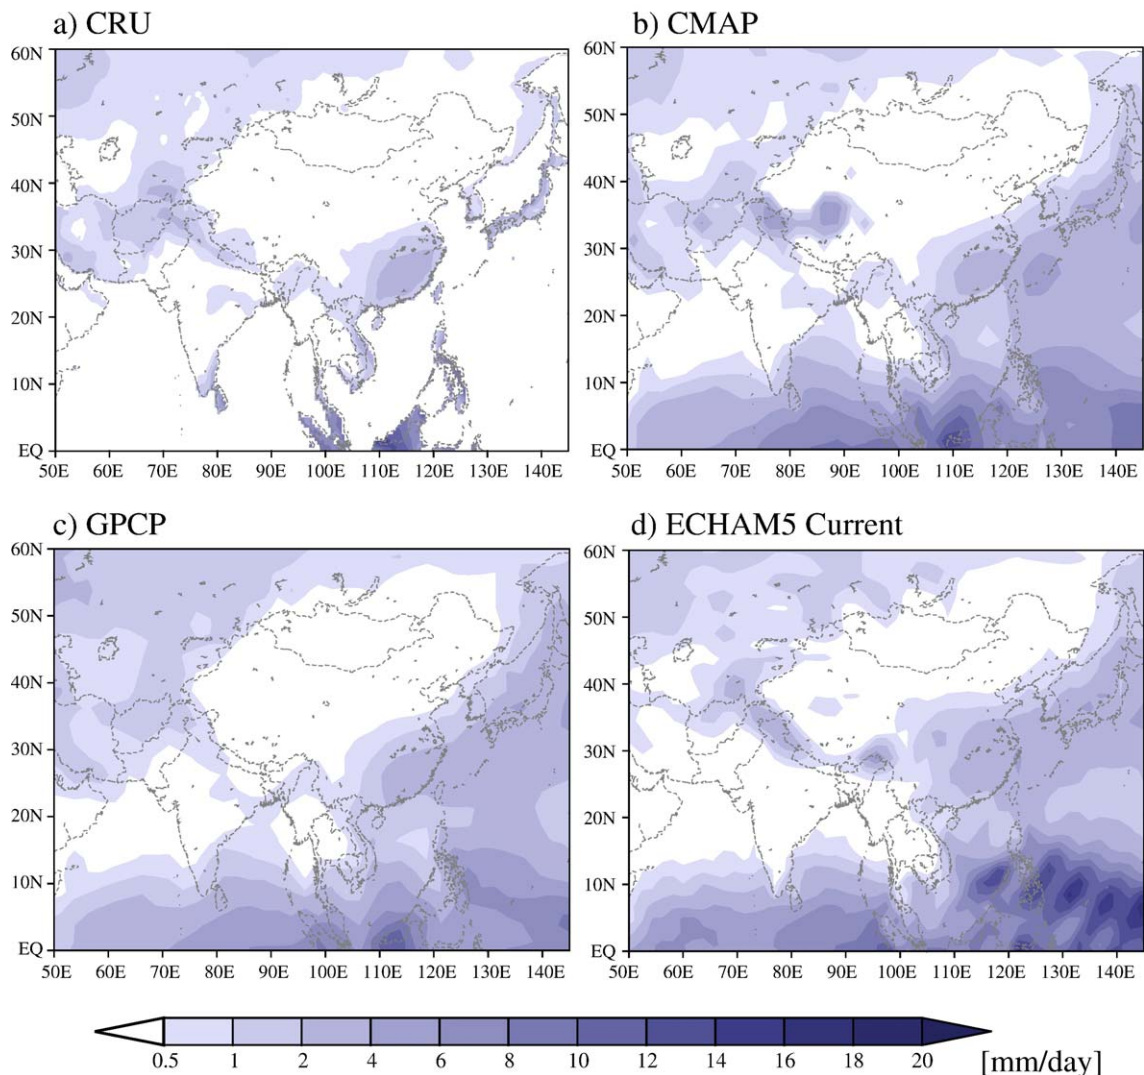 a) CRU
b) CMAP
60N
50N
40N
30N
20N
10N
EQ
50E 60E 70E 80E 90E 100E 110E 120E 130E 140E
60N
50N
40N
30N
20N
10N
EQ
50E 60E 70E 80E 90E 100E 110E 120E 130E 140E
c) GPCP
d) ECHAM5 Current
60N
50N
40N
30N
20N
10N
EQ
50E 60E 70E 80E 90E 100E 110E 120E 130E 140E
60N
50N
40N
30N
20N
10N
EQ
50E 60E 70E 80E 90E 100E 110E 120E 130E 140E
0.5 1 2 4 6 8 10 12 14 16 18 20
[mm/day]